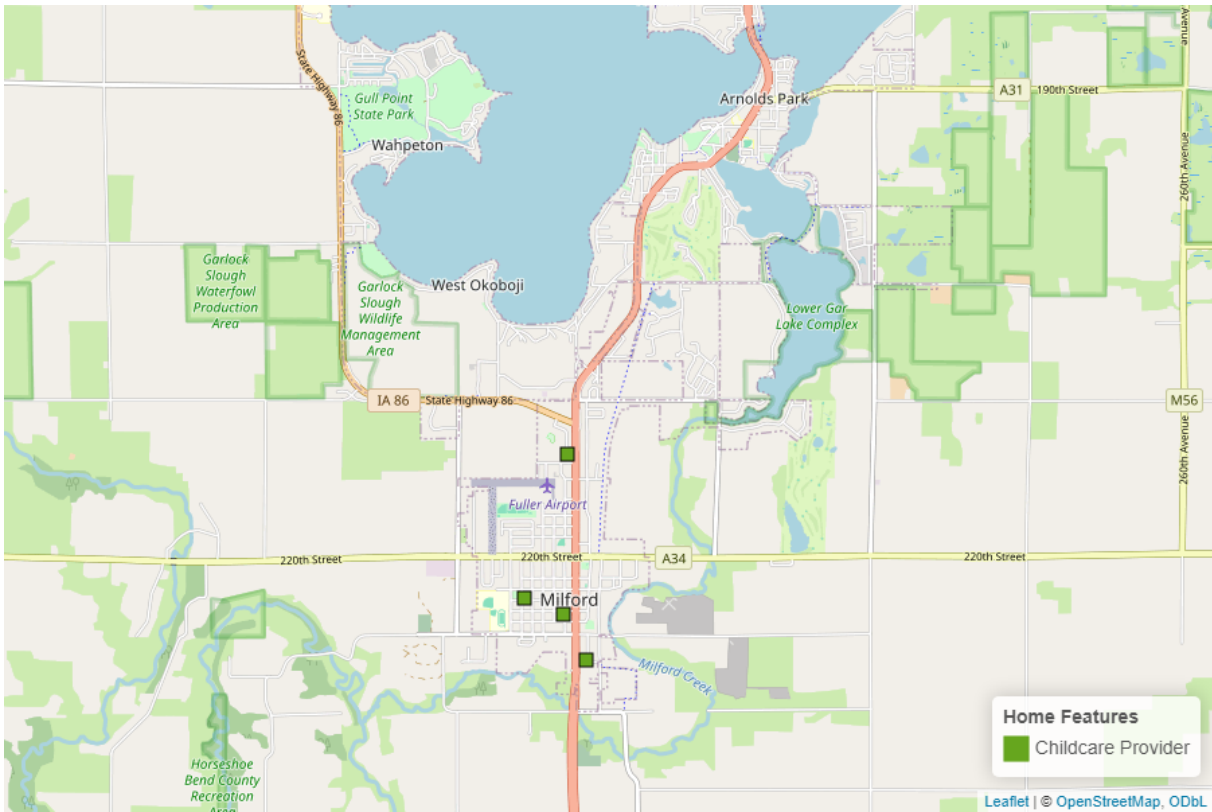 State Highway 86
Gull Point
State Park
Wahpeton
Arnolds Park
A31
190th Street
Avenue
260th Avenue
Garlock
Slough
Waterfowl
Production
Area
Garlock
Slough
Wildlife
Management
Area
West Okoboji
Lower Gar
Lake Complex
IA 86
State Highway 86
M56
260th Avenue
Fuller Airport
220th Street
220th Street
A34
220th Street
Milford
Milford Creek
Horseshoe
Bend County
Recreation
Area
Home Features
Childcare Provider
Leaflet | © OpenStreetMap, ODbL